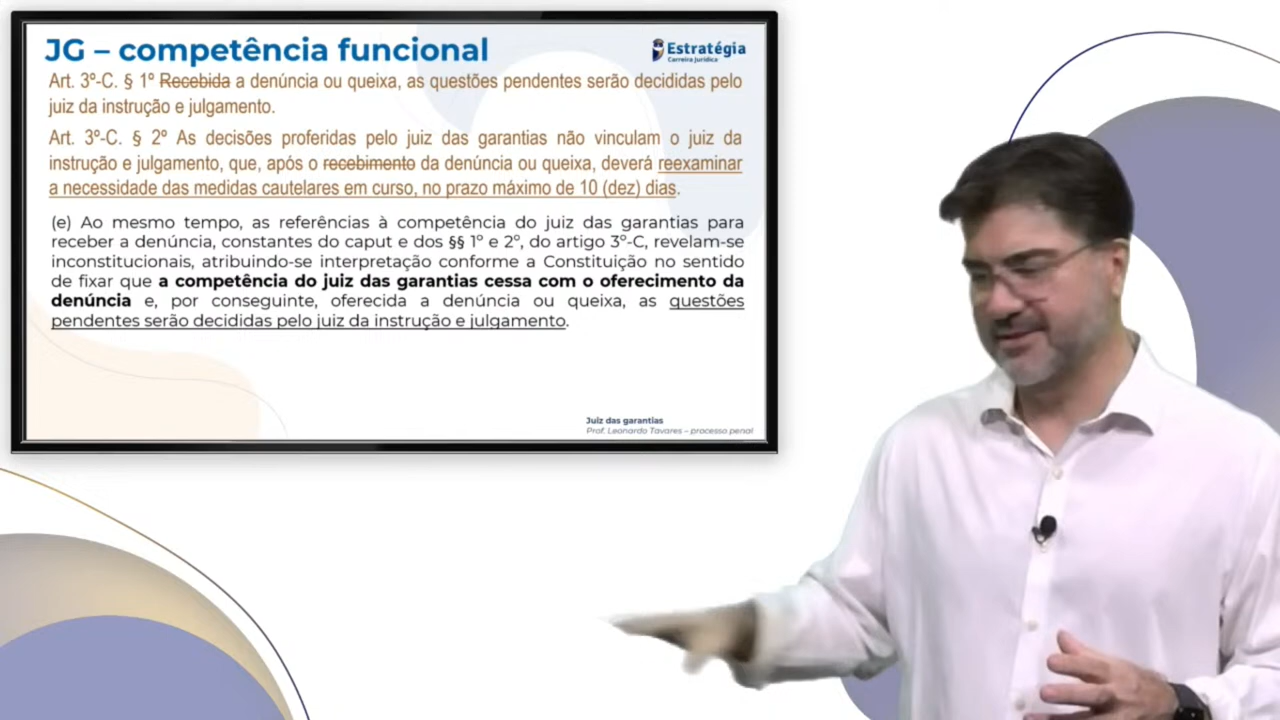 JG – competência funcional
Estratégia
Carreira Jurídica
Art. 3º-C. § 1º Recebida a denúncia ou queixa, as questões pendentes serão decididas pelo
juiz da instrução e julgamento.
Art. 3º-C. § 2º As decisões proferidas pelo juiz das garantias não vinculam o juiz da
instrução e julgamento, que, após o recebimento da denúncia ou queixa, deverá reexaminar
a necessidade das medidas cautelares em curso, no prazo máximo de 10 (dez) dias.
(e) Ao mesmo tempo, as referências à competência do juiz das garantias para
receber a denúncia, constantes do caput e dos §§ 1º e 2º, do artigo 3º-C, revelam-se
inconstitucionais, atribuindo-se interpretação conforme a Constituição no sentido
de fixar que a competência do juiz das garantias cessa com o oferecimento da
denúncia e, por conseguinte, oferecida a denúncia ou queixa, as questões
pendentes serão decididas pelo juiz da instrução e julgamento.
Juiz das garantias
Prof. Leonardo Tavares – processo penal